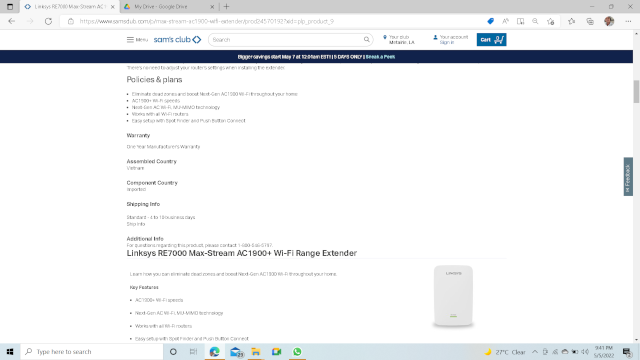 Linksys RE7000 Max-Stream AC1
My Drive - Google Drive
https://www.samsclub.com/p/max-stream-ac1900-wifi-extender/prod24570192?xid=plp_product_9
Menu
sam's club
Search
Your club
Metairie, LA
Your account
Sign in
Cart
Bigger savings start May 7 at 12:01am EST! | 5 DAYS ONLY | Sneak a Peek
There's no need to adjust your router's settings when installing the extender.
Policies & plans
Eliminate dead zones and boost Next-Gen AC1900 Wi-Fi throughout your home
AC1900+ Wi-Fi speeds
Next-Gen AC Wi-Fi, MU-MIMO technology
Works with all Wi-Fi routers
Easy setup with Spot Finder and Push Button Connect
Warranty
One Year Manufacturer's Warranty
Assembled Country
Vietnam
Component Country
Imported
Shipping Info
Standard - 4 to 10 business days
Ship Info
Additional Info
For questions regarding this product please contact
Linksys RE7000 Max-Stream AC1900+ Wi-Fi Range Extender
Learn how you can eliminate dead zones and boost Next-Gen AC1900 Wi-Fi throughout your home.
Key Features
AC1900+ Wi-Fi speeds
Next-Gen AC Wi-Fi, MU-MIMO technology
Works with all Wi-Fi routers
Easy setup with Spot Finder and Push Button Connect
LINKSYS
Feedback
Type here to search
27°C Clear
9:41 PM
5/5/2022